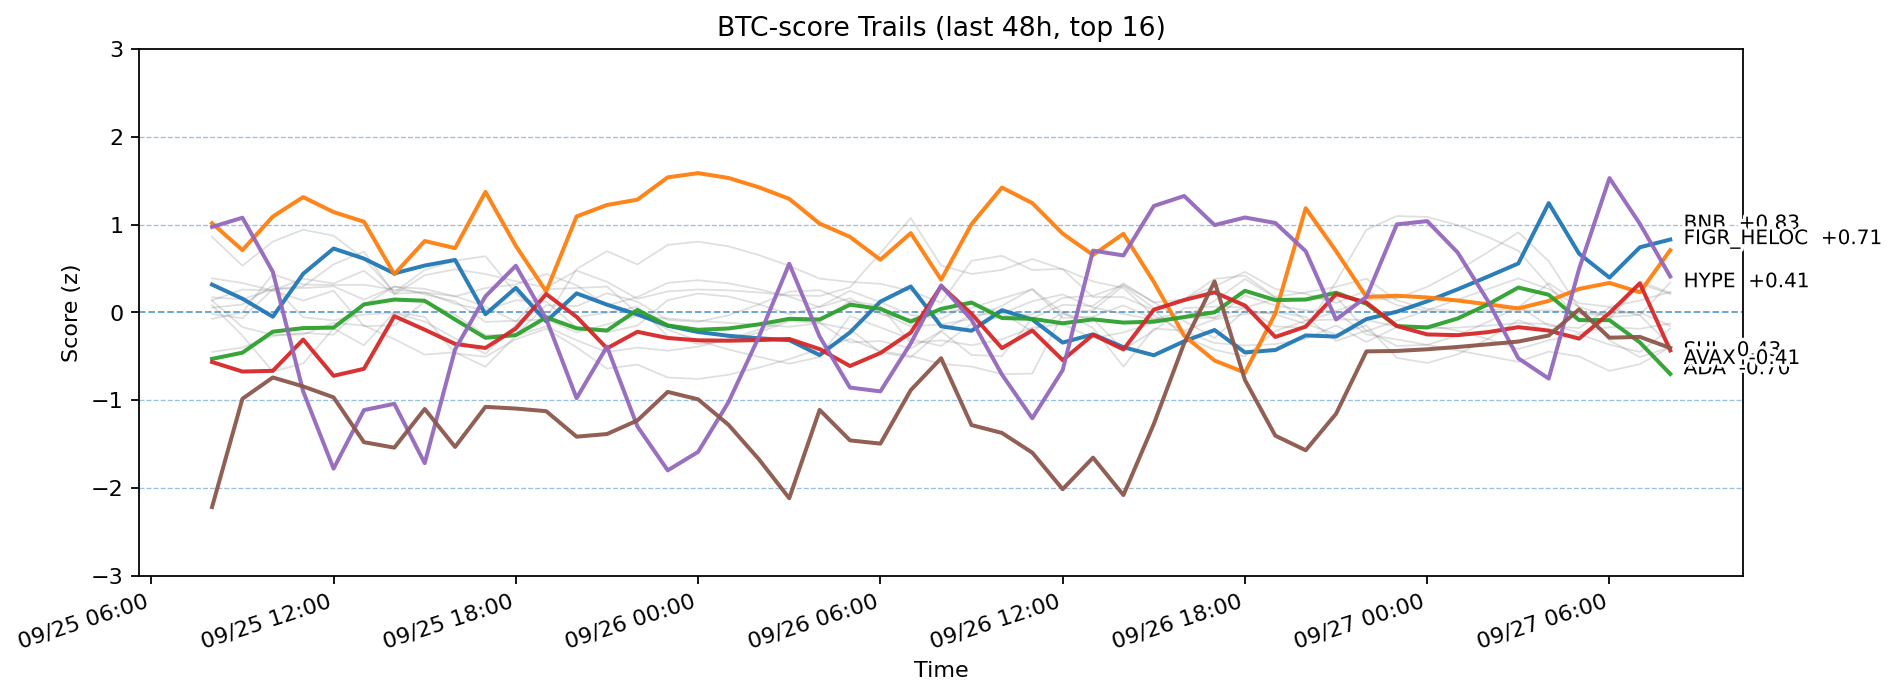 BTC-score Trails (last 48h, top 16)
3
2
1
0
−1
−2
−3
Score (z)
BNB +0.83
FIGR_HELOC +0.71
HYPE +0.41
AVAX -0.41
ADA -0.70
09/25 06:00
09/25 12:00
09/25 18:00
09/26 00:00
09/26 06:00
09/26 12:00
09/26 18:00
09/27 00:00
09/27 06:00
Time